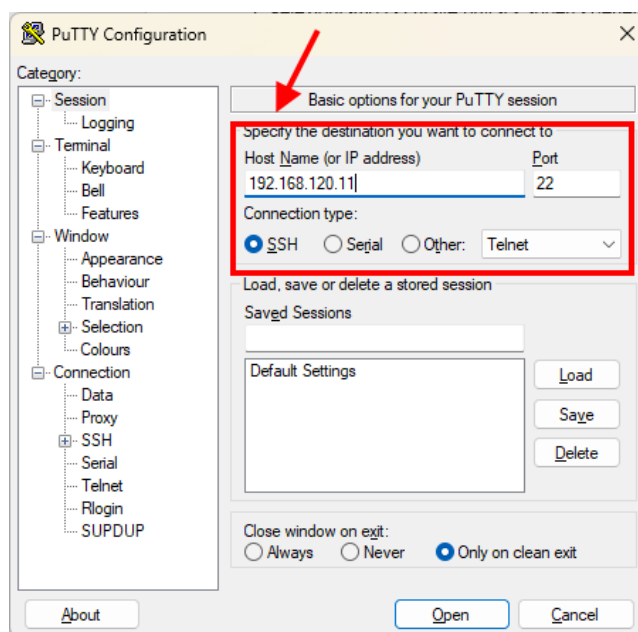 PuTTY Configuration
Category:
Session
Logging
Terminal
Keyboard
Bell
Features
Window
Appearance
Behaviour
Translation
Selection
Colours
Connection
Data
Proxy
SSH
Serial
Telnet
Rlogin
SUPDUP
Basic options for your PuTTY session
Specify the destination you want to connect to
Host Name (or IP address) Port
192.168.120.11 22
Connection type:
SSH Serial Other: Telnet
Load, save or delete a stored session
Saved Sessions
Default Settings
Load
Save
Delete
Close window on exit:
Always Never Only on clean exit
About Open Cancel